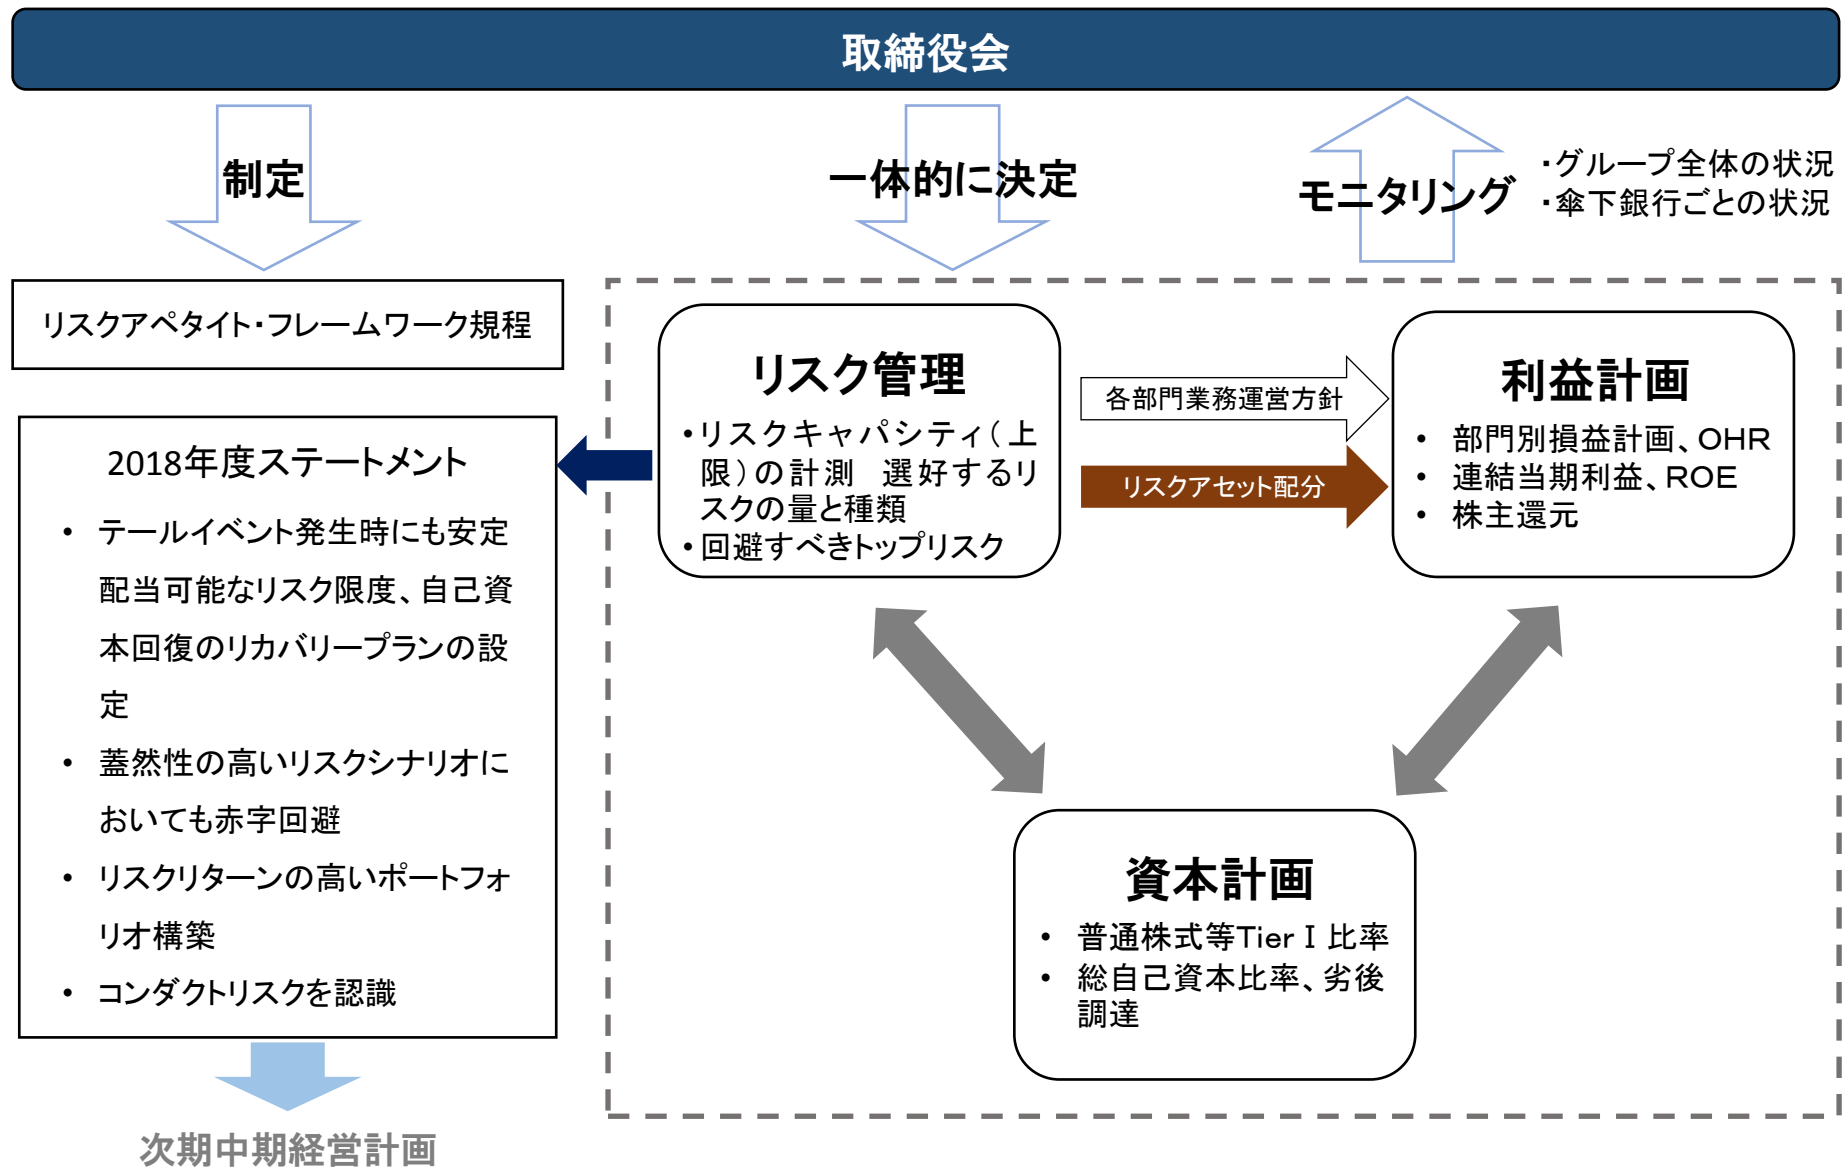 取締役会
制定
一体的に決定
モニタリング
・グループ全体の状況
・傘下銀行ごとの状況
リスクアペタイト・フレームワーク規程
2018年度ステートメント
• テールイベント発生時にも安定
配当可能なリスク限度、自己資
本回復のリカバリープランの設
定
• 蓋然性の高いリスクシナリオに
おいても赤字回避
• リスクリターンの高いポートフォ
リオ構築
• コンダクトリスクを認識
次期中期経営計画
リスク管理
•リスクキャパシティ(上
限)の計測 選好するリ
スクの量と種類
•回避すべきトップリスク
各部門業務運営方針
リスクアセット配分
利益計画
• 部門別損益計画、OHR
• 連結当期利益、ROE
• 株主還元
資本計画
• 普通株式等TierⅠ比率
• 総自己資本比率、劣後
調達